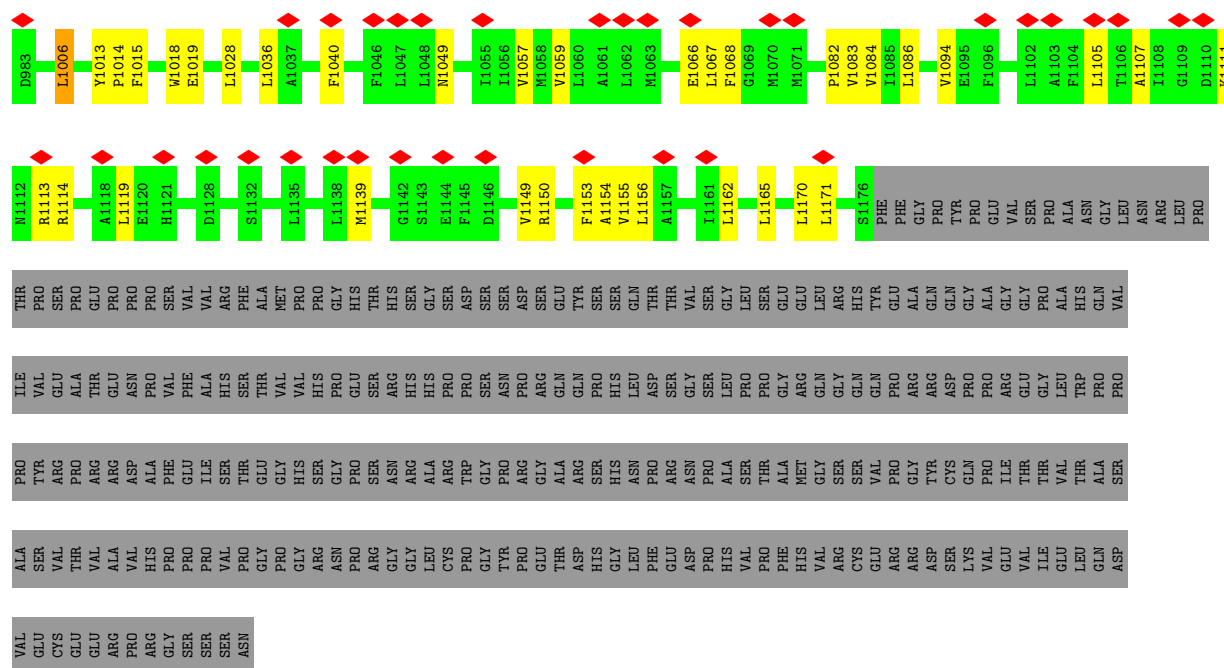 D983 L1006 Y1013 P1014 F1015 W1018 E1019 L1028 L1036 A1037 F1040 F1046 L1047 L1048 N1049 I1055 I1056 V1057 M1058 V1059 L1060 A1061 L1062 M1063 E1066 L1067 F1068 G1069 M1070 M1071 P1082 V1083 V1084 I1085 L1086 V1094 E1095 F1096 L1102 A1103 F1104 L1105 T1106 A1107 I1108 G1109 D1110 K1111
N1112 R1113 R1114 A1118 L1119 E1120 H1121 D1128 S1132 L1135 L1138 M1139 G1142 S1143 E1144 F1145 D1146 V1149 R1150 F1153 A1154 V1155 L1156 A1157 I1161 L1162 L1165 L1170 L1171 S1176 PHE PHE GLY PRO TYR PRO GLU VAL SER PRO ALA ASN GLY LEU ASN ARG LEU PRO
THR PRO SER PRO GLU PRO PRO PRO SER VAL VAL ARG PHE ALA MET PRO PRO GLY HIS THR HIS SER GLY SER ASP SER SER ASP SER GLU TYR SER SER GLN THR THR VAL SER GLY LEU SER GLU GLU LEU ARG HIS TYR GLU ALA GLN GLN GLY ALA GLY GLY PRO ALA HIS GLN VAL
ILE VAL GLU ALA THR GLU ASN PRO VAL PHE ALA HIS SER THR VAL VAL HIS PRO GLU SER ARG HIS HIS PRO PRO SER ASN PRO ARG GLN GLN PRO HIS LEU ASP SER GLY SER LEU PRO PRO GLY ARG GLN GLY GLN GLN PRO ARG ARG ASP PRO PRO ARG GLU GLY LEU TRP PRO PRO
PRO TYR ARG PRO ARG ARG ASP ALA PHE GLU ILE SER THR GLU GLY HIS SER GLY PRO SER ASN ARG ALA ARG TRP GLY PRO ARG GLY ALA ARG SER HIS ASN PRO ARG ASN PRO ALA SER THR ALA MET GLY SER SER VAL PRO GLY TYR CYS GLN PRO ILE THR THR VAL THR ALA SER
ALA SER VAL THR VAL ALA VAL HIS PRO PRO PRO VAL PRO GLY PRO GLY ARG ASN PRO ARG GLY GLY LEU CYS PRO GLY TYR PRO GLU THR ASP HIS GLY LEU PHE GLU ASP PRO HIS VAL PRO PHE HIS VAL ARG CYS GLU ARG ARG ASP SER LYS VAL GLU VAL ILE GLU LEU GLN ASP
VAL GLU CYS GLU GLU ARG PRO ARG GLY SER SER SER ASN